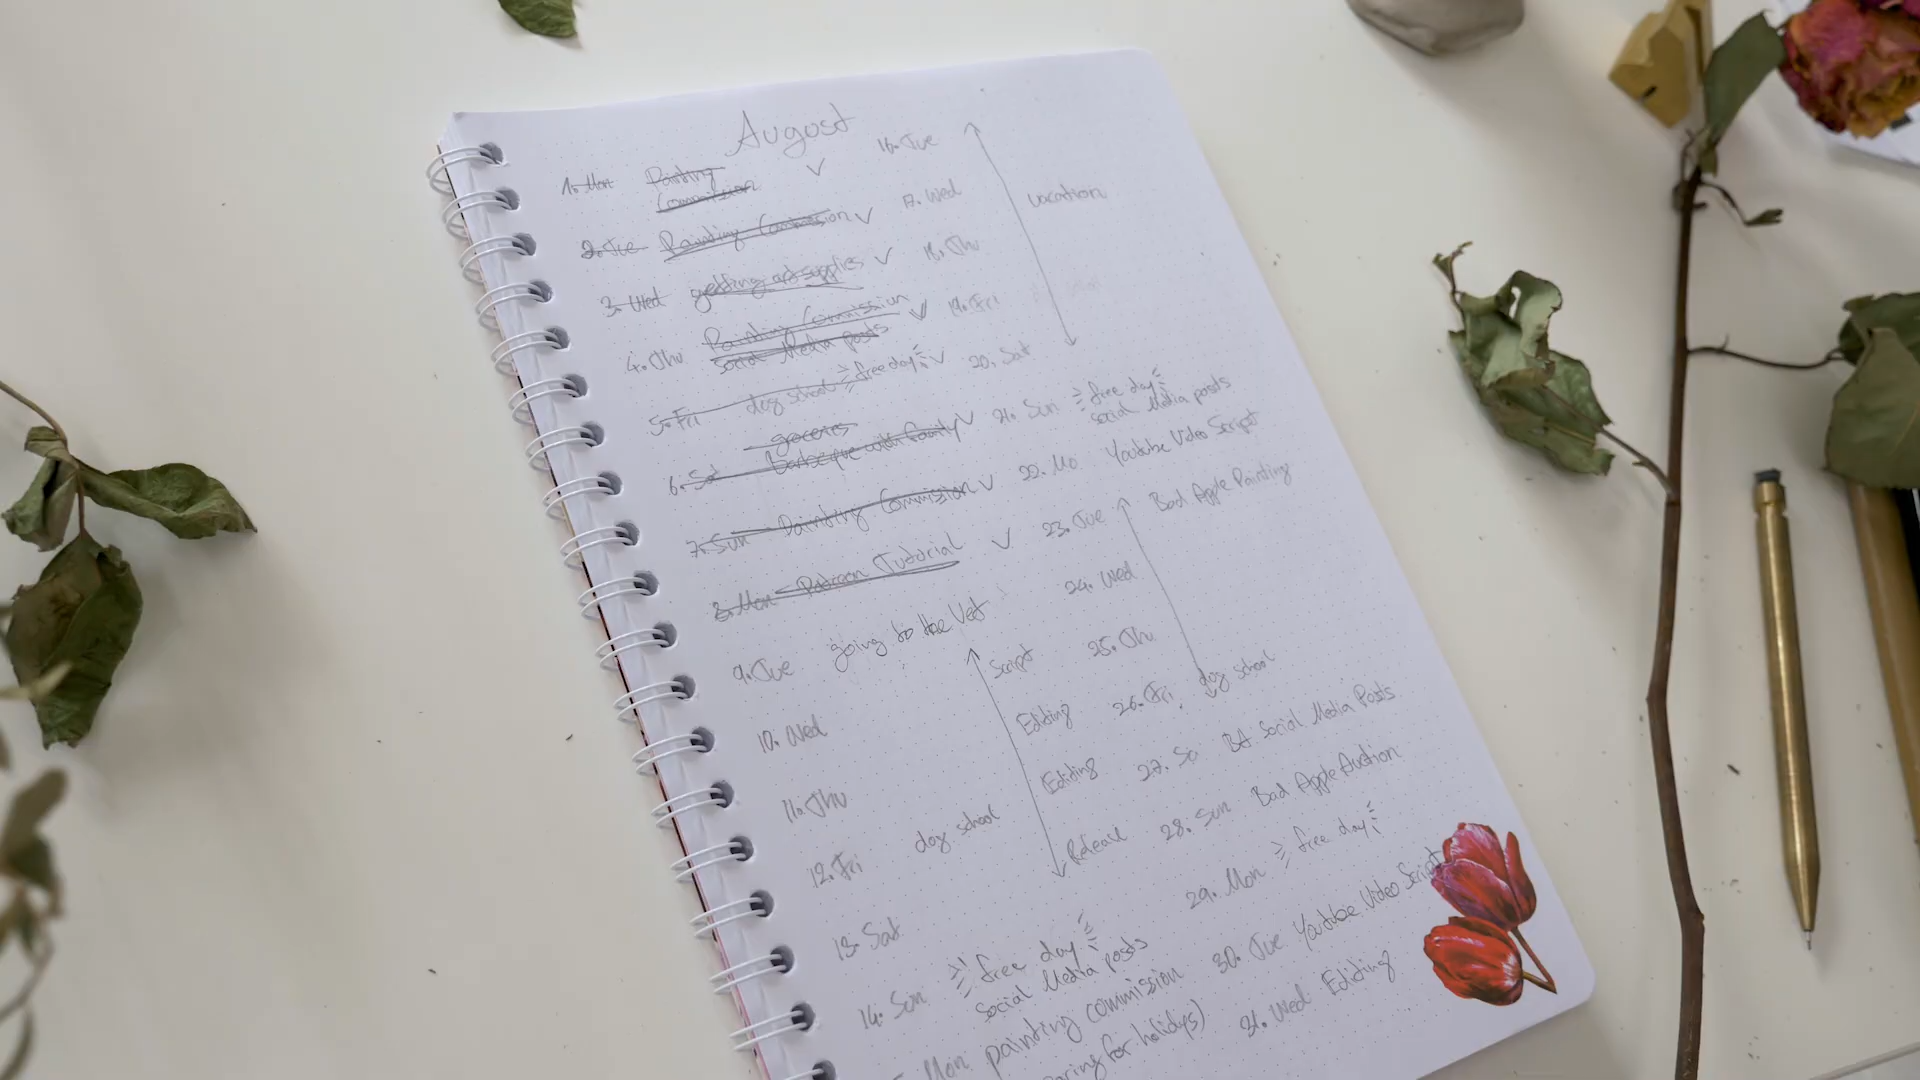 August
1. Mon Painting
Commission ✓
2. Tue Painting Commission ✓
3. Wed getting art supplies ✓
Painting Commission
4. Thu Social Media posts ✓
5. Fri dog school free day ✓
groceries
6. Sat Barbeque with family ✓
7. Sun Painting Commission ✓
8. Mon Patreon Tutorial ✓
9. Tue going to the Vet
Script
10. Wed
Editing
11. Thu
Editing
12. Fri dog school
Release
13. Sat
14. Sun free day
Social Media posts
Mon painting commission
for holidys)
16. Tue
17. Wed vacation
18. Thu
19. Fri
20. Sat
21. Sun free day
social Media posts
22. Mo Youtube Video Script
23. Tue Bad Apple Painting
24. Wed
25. Thu
26. Fri dog school
27. Sa BA Social Media Posts
28. Sun Bad Apple Auction
29. Mon free day
30. Tue Youtube Video Script
31. Wed Editing